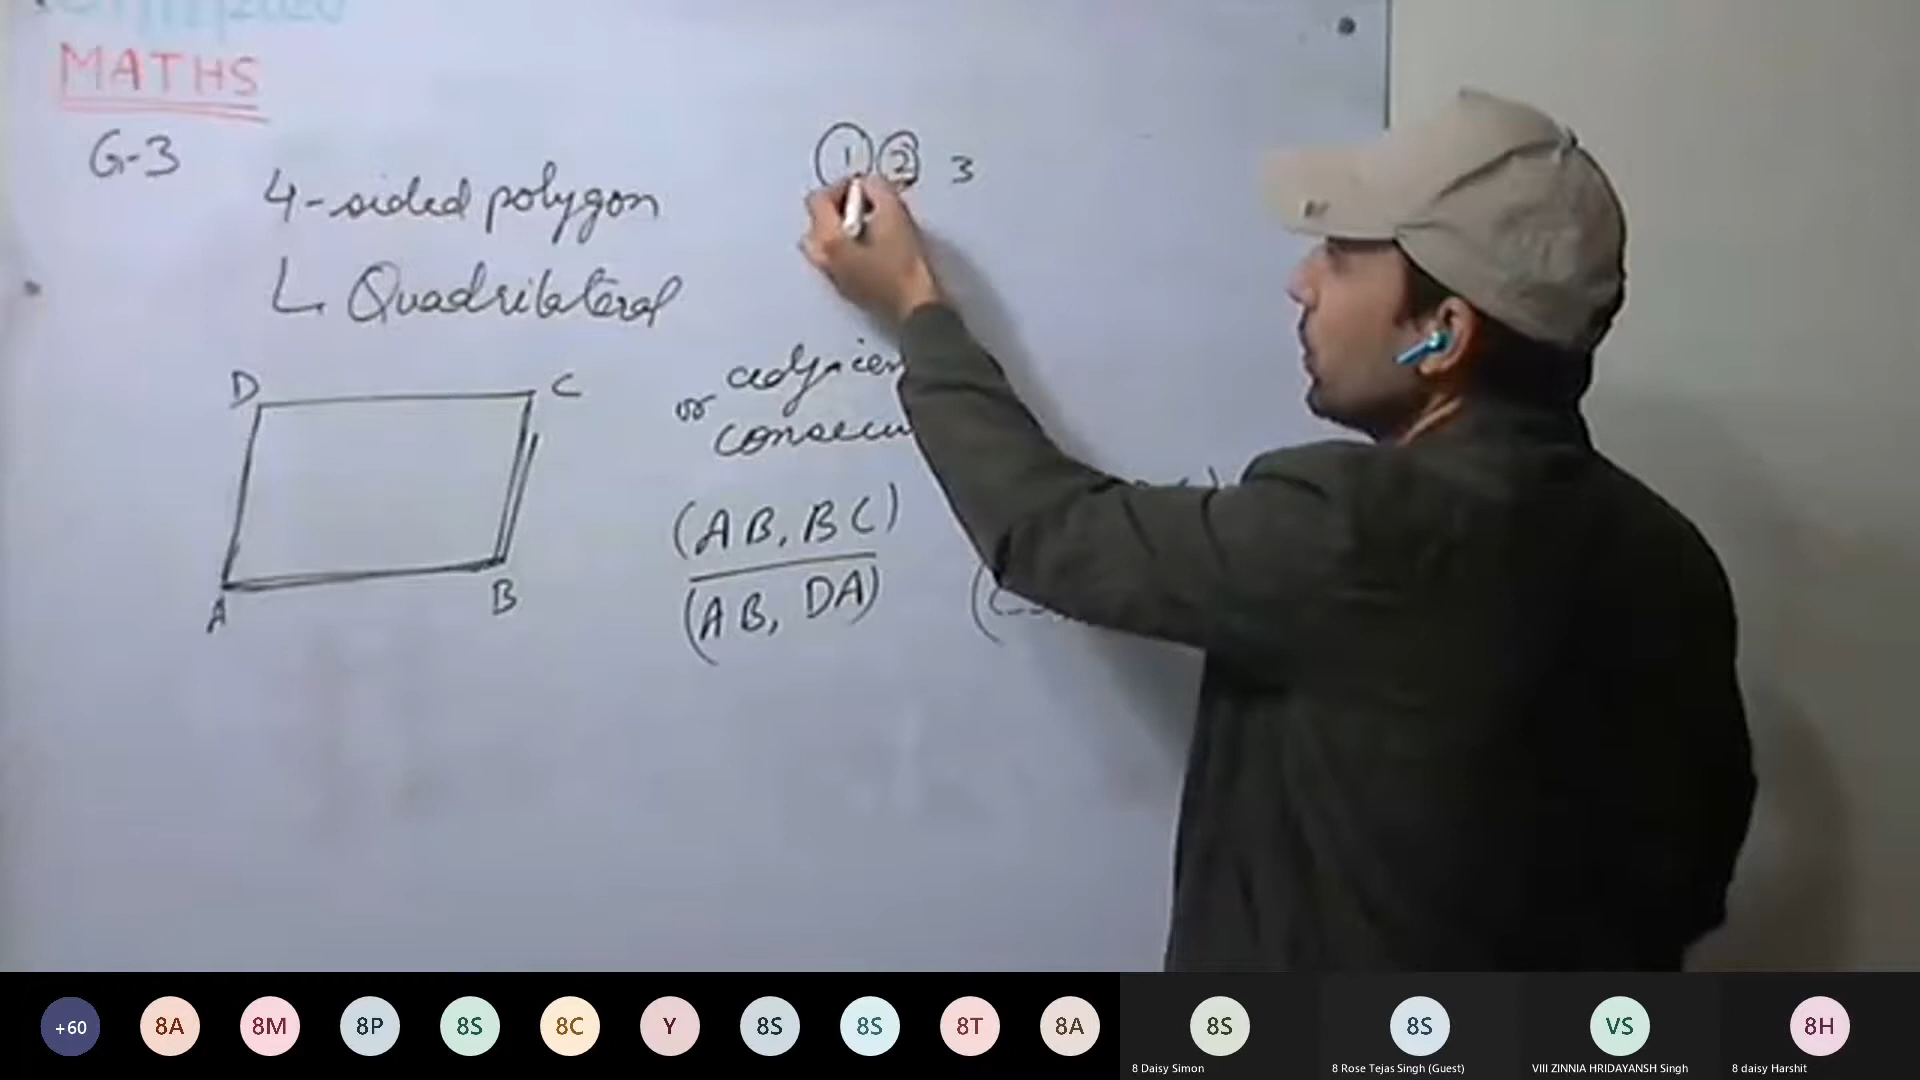 MATHS
G-3
1 2 3
4-sided polygon
Quadrilateral
D C
A B
or
(AB, BC)
(AB, DA)
+60 8A 8M 8P 8S 8C Y 8S 8S 8T 8A 8S 8S VS 8H
8 Daisy Simon 8 Rose Tejas Singh (Guest) VIII ZINNIA HRIDAYANSH Singh 8 daisy Harshit